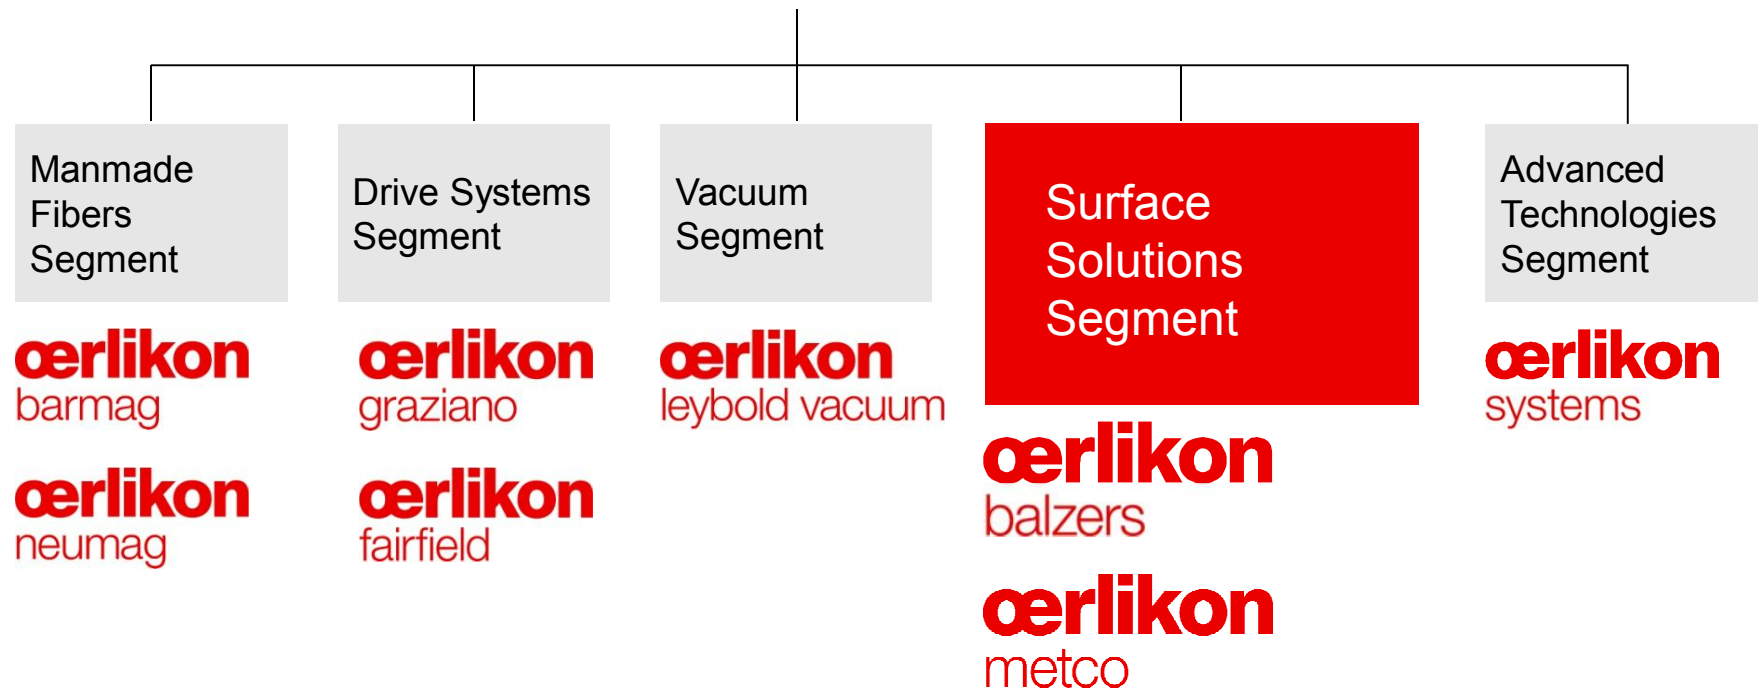 Manmade
Fibers
Segment
œrlikon
barmag
œrlikon
neumag
Drive Systems
Segment
œrlikon
graziano
œrlikon
fairfield
Vacuum
Segment
œrlikon
leybold vacuum
Surface
Solutions
Segment
œrlikon
balzers
œrlikon
metco
Advanced
Technologies
Segment
œrlikon
systems